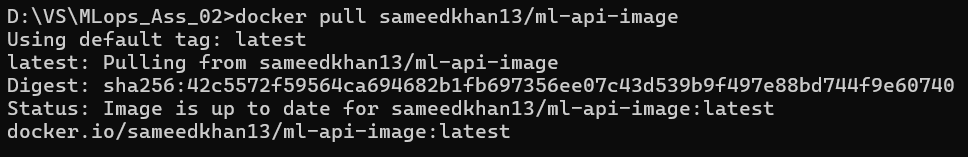 D:\VS\MLops_Ass_02>docker pull sameedkhan13/ml-api-image
Using default tag: latest
latest: Pulling from sameedkhan13/ml-api-image
Digest: sha256:42c5572f59564ca694682b1fb697356ee07c43d539b9f497e88bd744f9e60740
Status: Image is up to date for sameedkhan13/ml-api-image:latest
docker.io/sameedkhan13/ml-api-image:latest